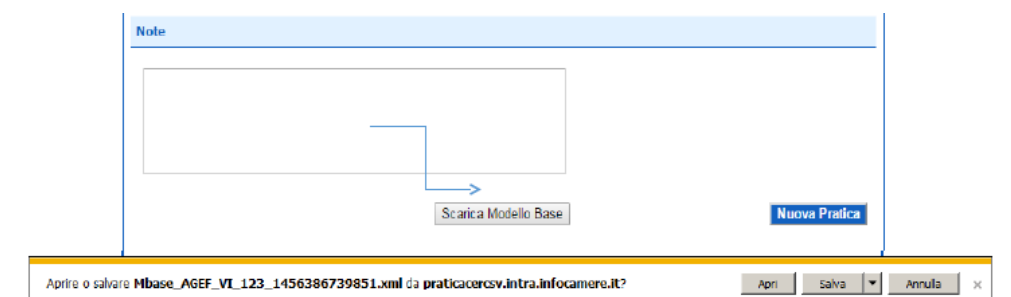 Note
Scarica Modello Base
Nuova Pratica
Aprire o salvare Mbase_AGEF_VI_123_1456386739851.xml da praticacercsv.intra.infocamere.it?
Apri
Salva
Annulla